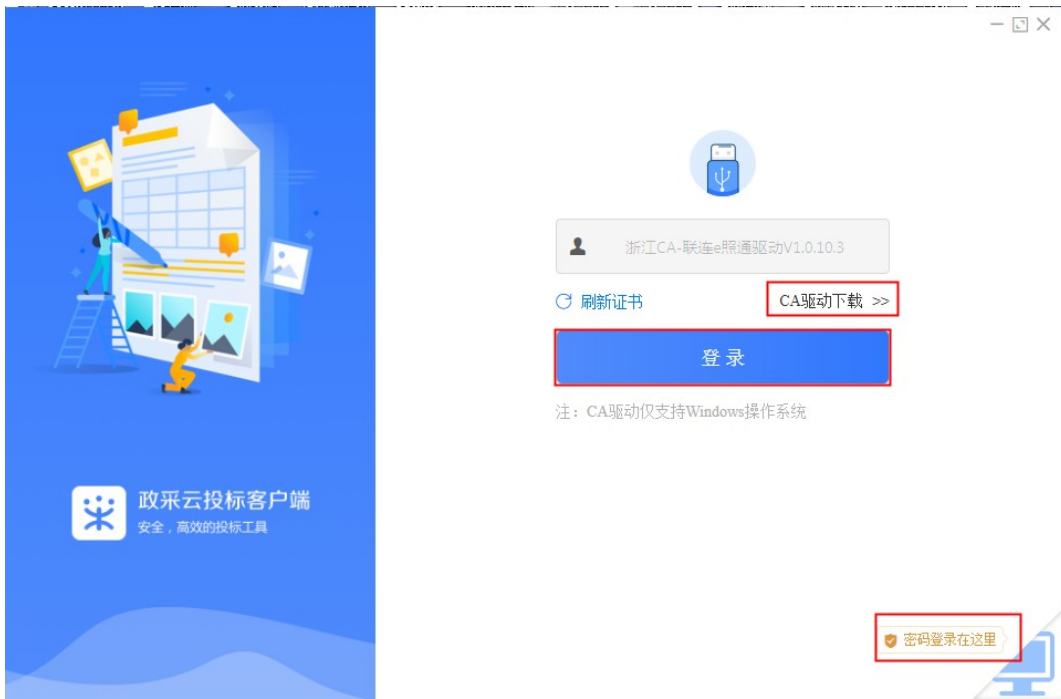 浙江CA-联连e照通驱动V1.0.10.3
刷新证书
CA驱动下载 >>
登录
注：CA驱动仅支持Windows操作系统
政采云投标客户端
安全，高效的投标工具
密码登录在这里